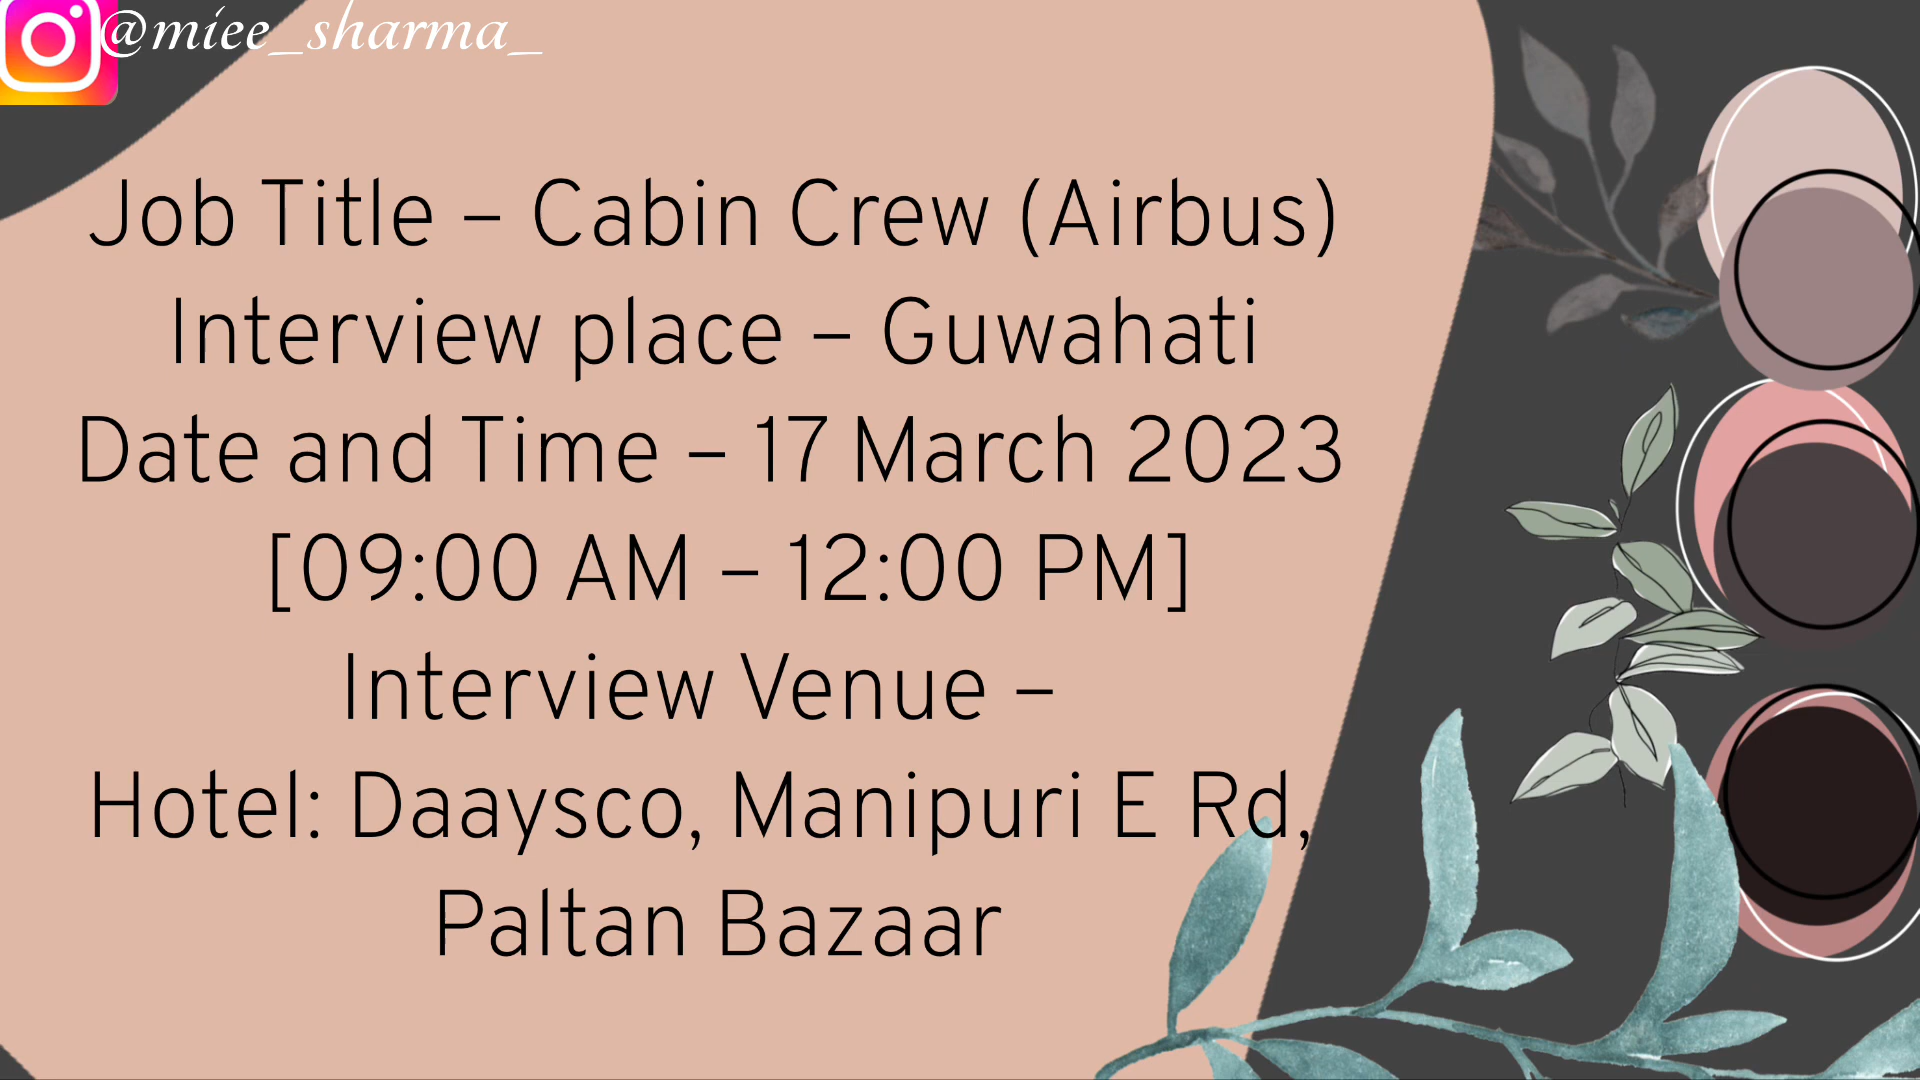 @miee_sharma_
Job Title – Cabin Crew (Airbus)
Interview place – Guwahati
Date and Time – 17 March 2023
[09:00 AM – 12:00 PM]
Interview Venue –
Hotel: Daaysco, Manipuri E Rd,
Paltan Bazaar